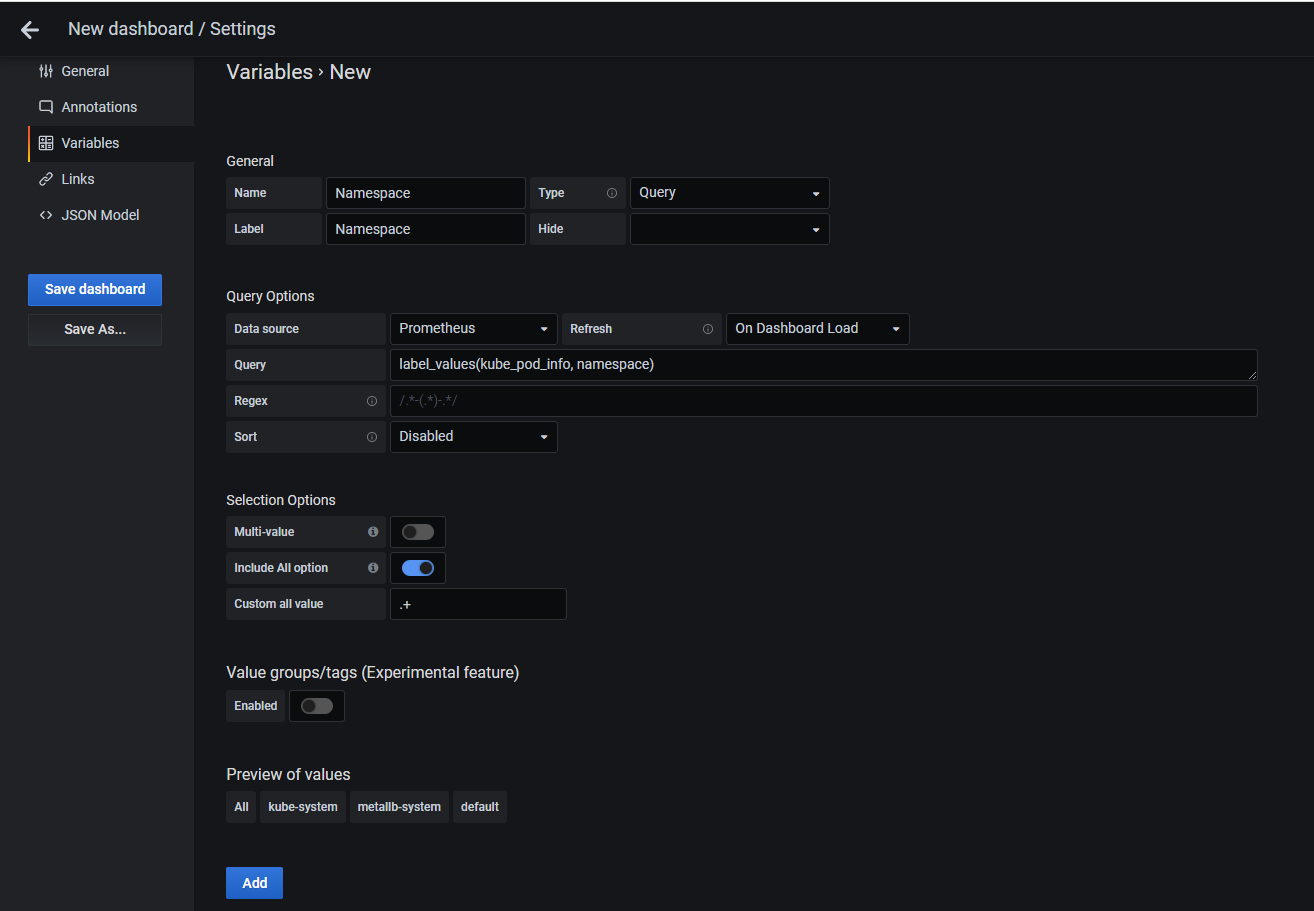 New dashboard / Settings
General
Annotations
Variables
Links
JSON Model
Save dashboard
Save As...
Variables › New
General
Name Namespace Type Query
Label Namespace Hide
Query Options
Data source Prometheus Refresh On Dashboard Load
Query label_values(kube_pod_info, namespace)
Regex /.*-(.*)-.*/
Sort Disabled
Selection Options
Multi-value
Include All option
Custom all value .+
Value groups/tags (Experimental feature)
Enabled
Preview of values
All kube-system metallb-system default
Add